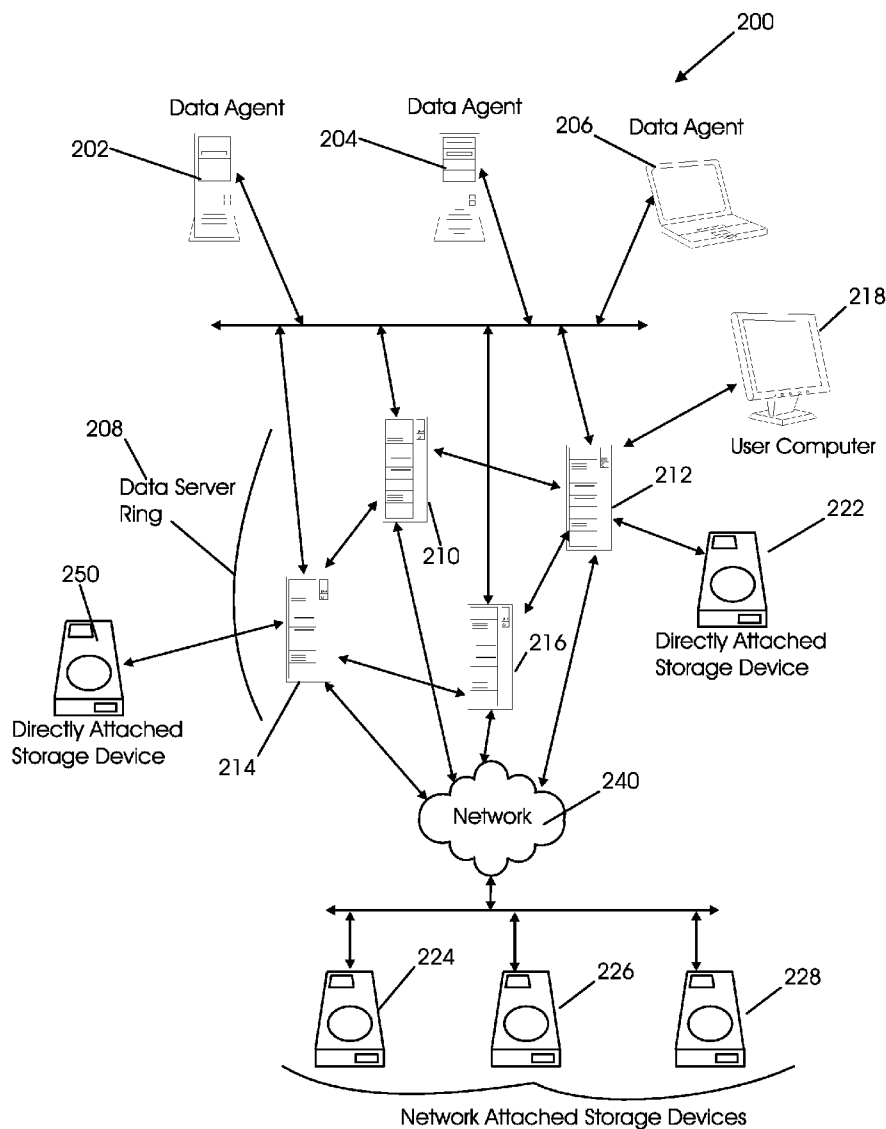 200
Data Agent
Data Agent
206
Data Agent
202
204
218
User Computer
208
Data Server
Ring
210
212
222
250
216
Directly Attached
Storage Device
Directly Attached
Storage Device
214
Network
240
224
226
228
Network Attached Storage Devices